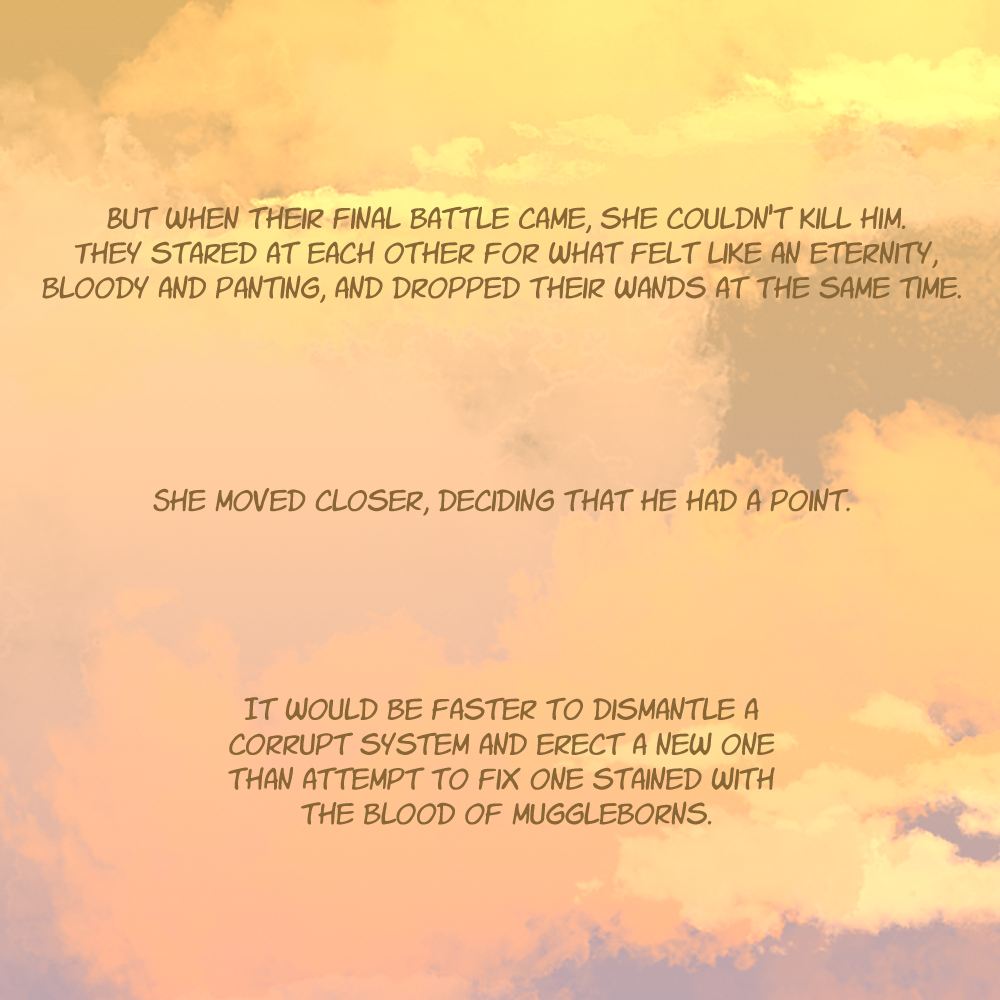 BUT WHEN THEIR FINAL BATTLE CAME, SHE COULDN'T KILL HIM.
THEY STARED AT EACH OTHER FOR WHAT FELT LIKE AN ETERNITY,
BLOODY AND PANTING, AND DROPPED THEIR WANDS AT THE SAME TIME.
SHE MOVED CLOSER, DECIDING THAT HE HAD A POINT.
IT WOULD BE FASTER TO DISMANTLE A
CORRUPT SYSTEM AND ERECT A NEW ONE
THAN ATTEMPT TO FIX ONE STAINED WITH
THE BLOOD OF MUGGLEBORNS.